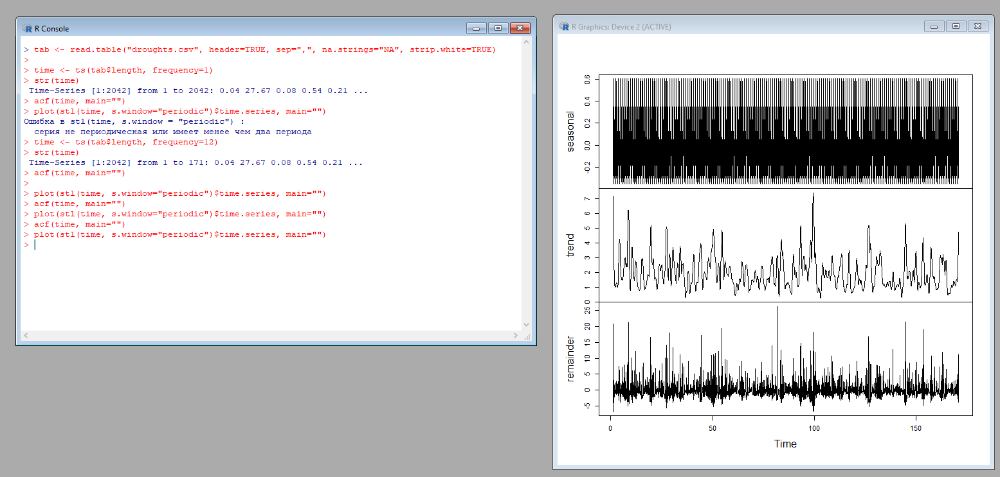 R Console
> tab <- read.table("droughts.csv", header=TRUE, sep=",", na.strings="NA", strip.white=TRUE)
>
> time <- ts(tab$length, frequency=1)
> str(time)
Time-Series [1:2042] from 1 to 2042: 0.04 27.67 0.08 0.54 0.21 ...
> acf(time, main="")
> plot(stl(time, s.window="periodic")$time.series, main="")
Ошибка в stl(time, s.window = "periodic") :
серия не периодическая или имеет менее чем два периода
> time <- ts(tab$length, frequency=12)
> str(time)
Time-Series [1:2042] from 1 to 171: 0.04 27.67 0.08 0.54 0.21 ...
> acf(time, main="")
>
> plot(stl(time, s.window="periodic")$time.series, main="")
> acf(time, main="")
> plot(stl(time, s.window="periodic")$time.series, main="")
> acf(time, main="")
> plot(stl(time, s.window="periodic")$time.series, main="")
>
R Graphics: Device 2 (ACTIVE)
seasonal
0.6
0.4
0.2
0.0
-0.2
trend
7
6
5
4
3
2
1
0
remainder
25
20
15
10
5
0
-5
0 50 100 150
Time